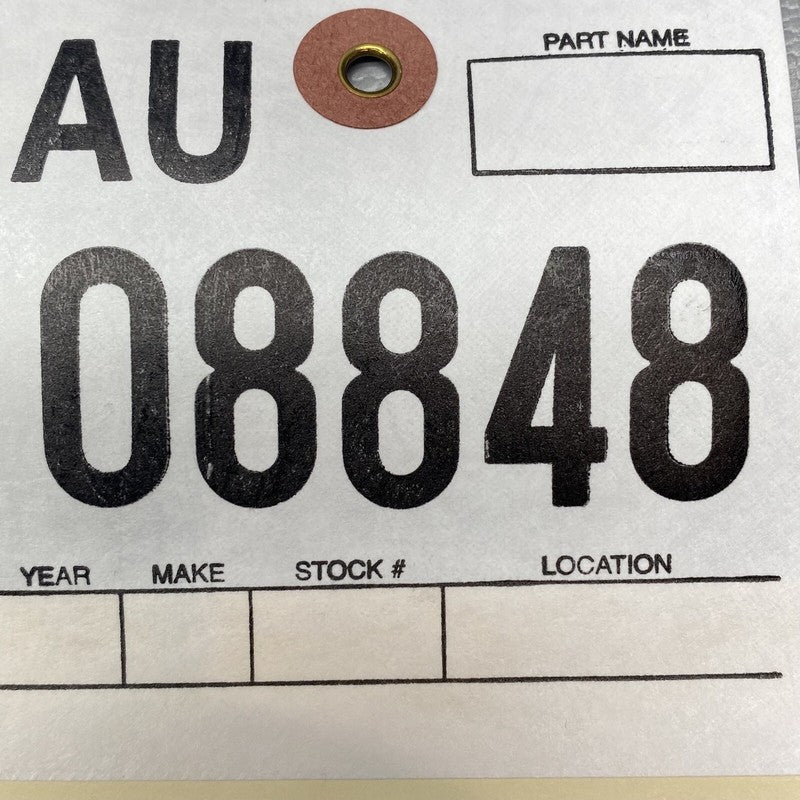 AU
PART NAME
08848
YEAR MAKE STOCK # LOCATION